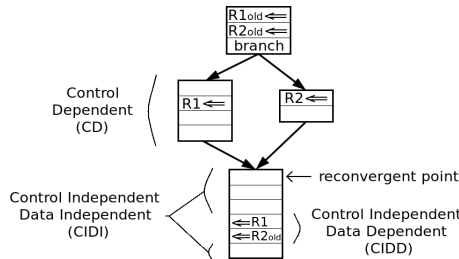 R1old⇐
R2old⇐
branch
R1⇐
R2⇐
Control
Dependent
(CD)
reconvergent point
Control Independent
Data Independent
(CIDI)
⇐R1
⇐R2old
Control Independent
Data Dependent
(CIDD)